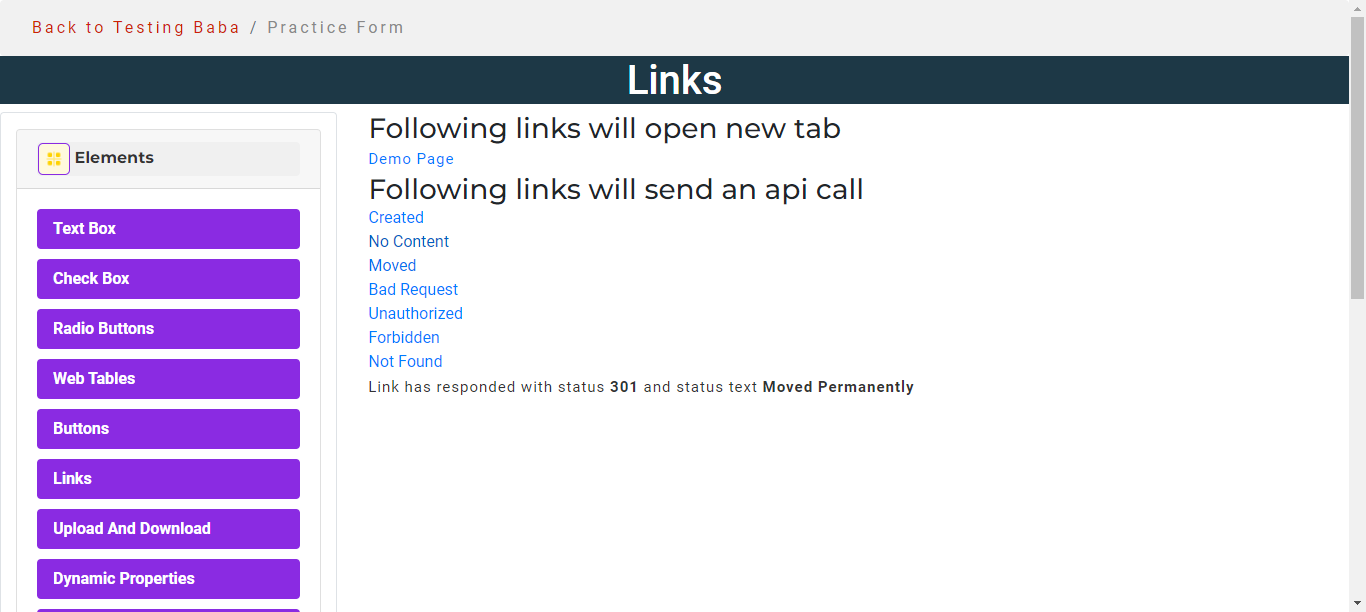 Back to Testing Baba / Practice Form
Links
Elements
Text Box
Check Box
Radio Buttons
Web Tables
Buttons
Links
Upload And Download
Dynamic Properties
Following links will open new tab
Demo Page
Following links will send an api call
Created
No Content
Moved
Bad Request
Unauthorized
Forbidden
Not Found
Link has responded with status 301 and status text Moved Permanently